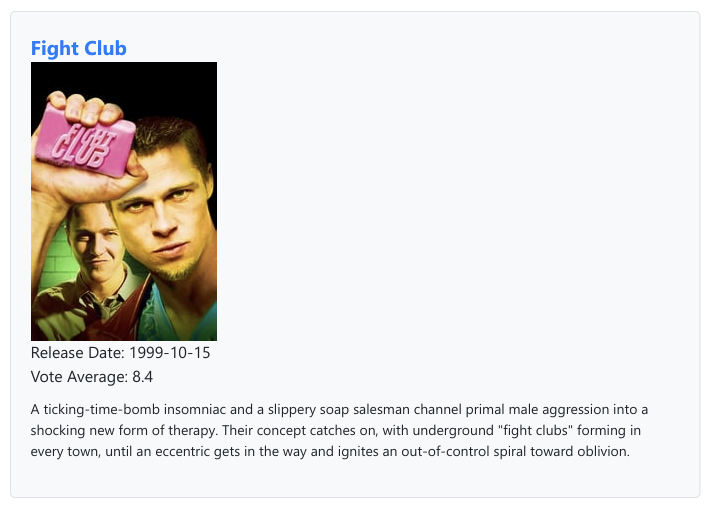 Fight Club
FIGHT
CLUB
Release Date: 1999-10-15
Vote Average: 8.4
A ticking-time-bomb insomniac and a slippery soap salesman channel primal male aggression into a
shocking new form of therapy. Their concept catches on, with underground "fight clubs" forming in
every town, until an eccentric gets in the way and ignites an out-of-control spiral toward oblivion.